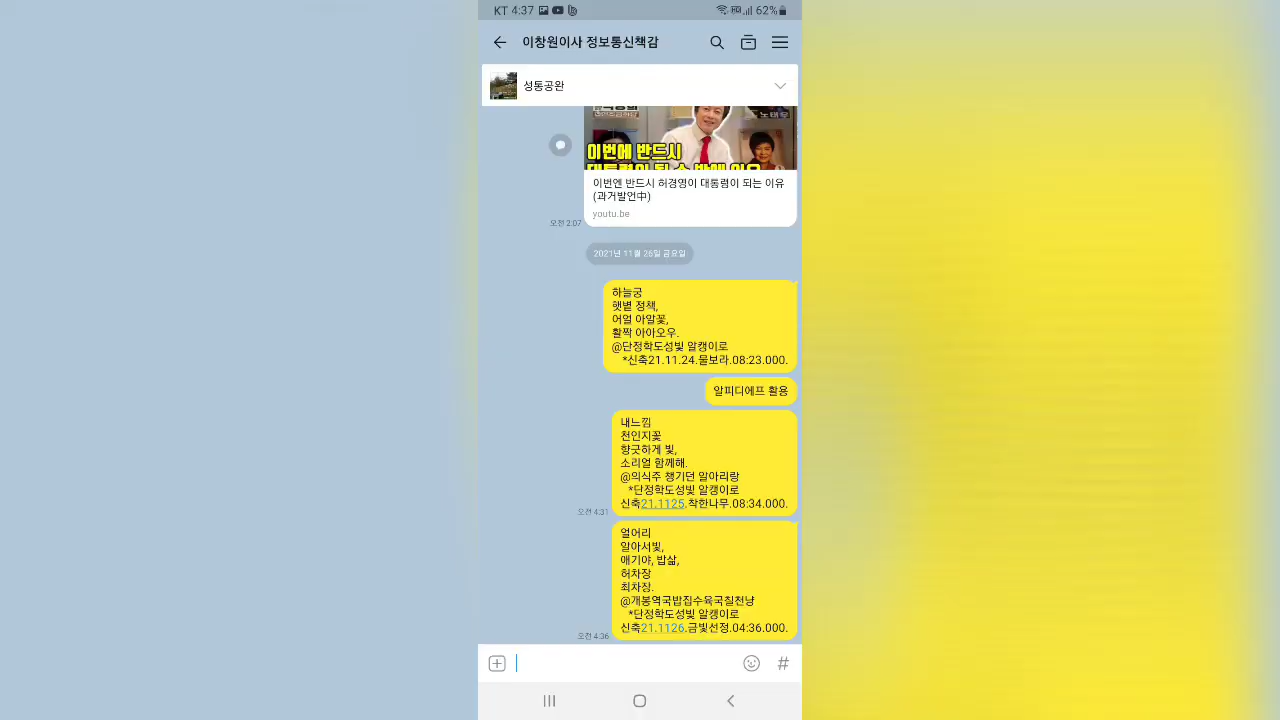 KT 4:37 62%
이창원이사 정보통신책감
성통공완
이번에 반드시
이번엔 반드시 허경영이 대통령이 되는 이유
(과거발언中)
youtu.be
오전 2:07
2021년 11월 26일 금요일
하늘궁
햇볕 정책,
어얼 아알꽃,
활짝 아아오우.
@단정학도성빛 알캥이로
*신축21.11.24.물보라.08:23.000.
알피디에프 활용
내느낌
천인지꽃
향긋하게 빛,
소리얼 함께해.
@의식주 챙기던 알아리랑
*단정학도성빛 알캥이로
신축21.1125.착한나무.08:34.000.
오전 4:31
얼어리
일아서빛,
애기야, 밥삶,
허차장
최차장.
@개봉역국밥집수육국칠천냥
*단정학도성빛 알캥이로
신축21.1126.금빛선정.04:36.000.
오전 4:36